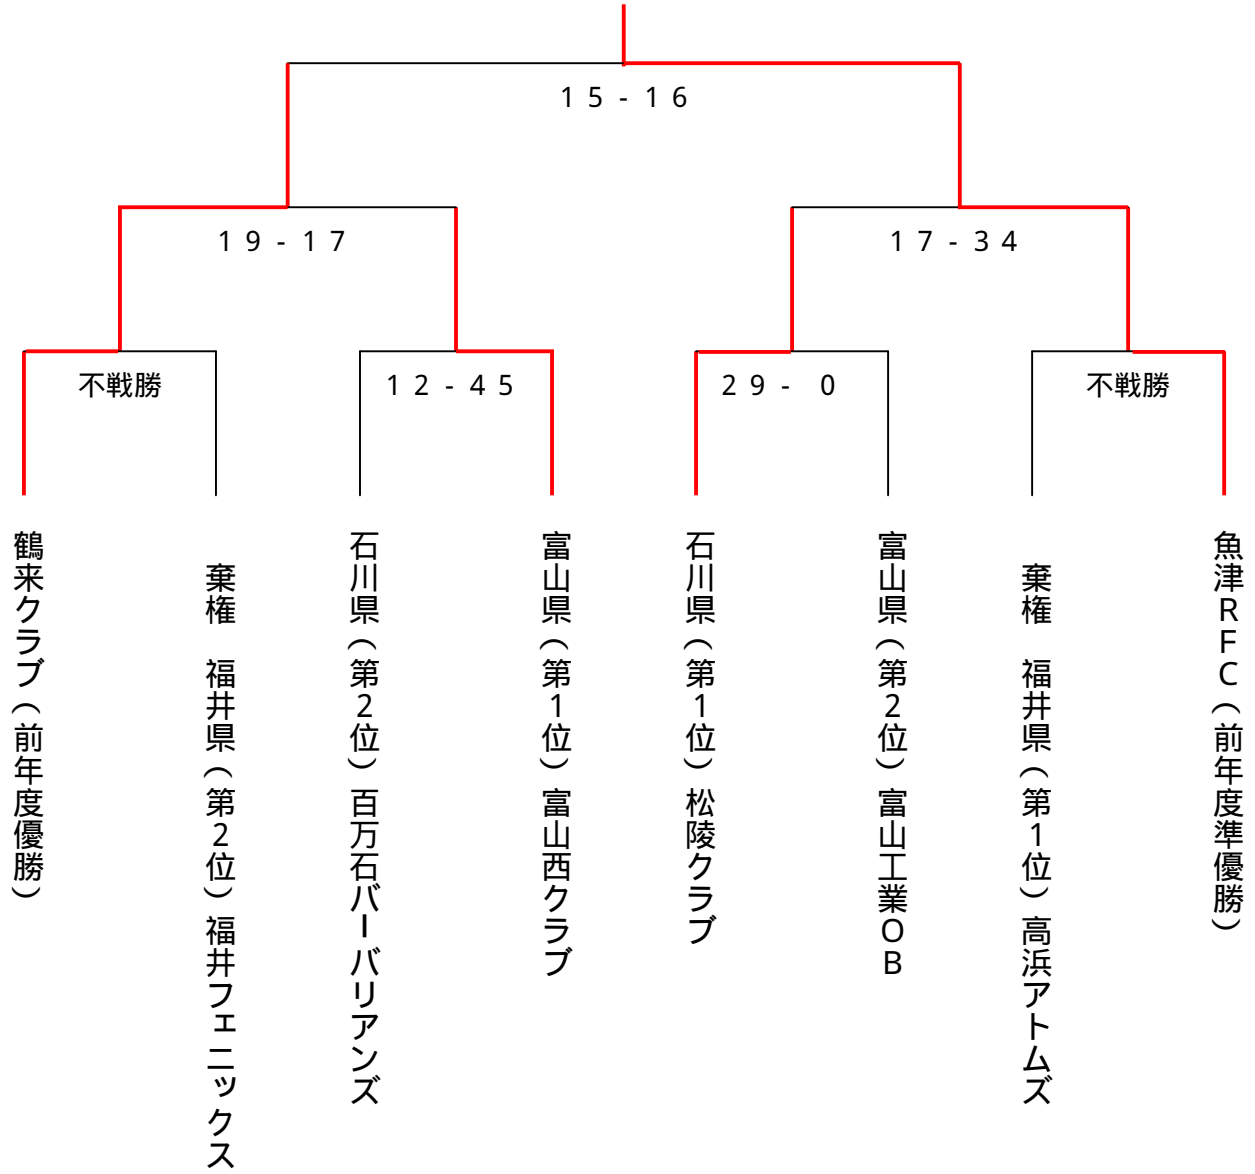 15-16
19-17
17-34
不戦勝
12-45
29- 0
不戦勝
鶴来クラブ（前年度優勝）
棄権　福井県（第2位）福井フェニックス
石川県（第2位）百万石バーバリアンズ
富山県（第1位）富山西クラブ
石川県（第1位）松陵クラブ
富山県（第2位）富山工業OB
棄権　福井県（第1位）高浜アトムズ
魚津RFC（前年度準優勝）